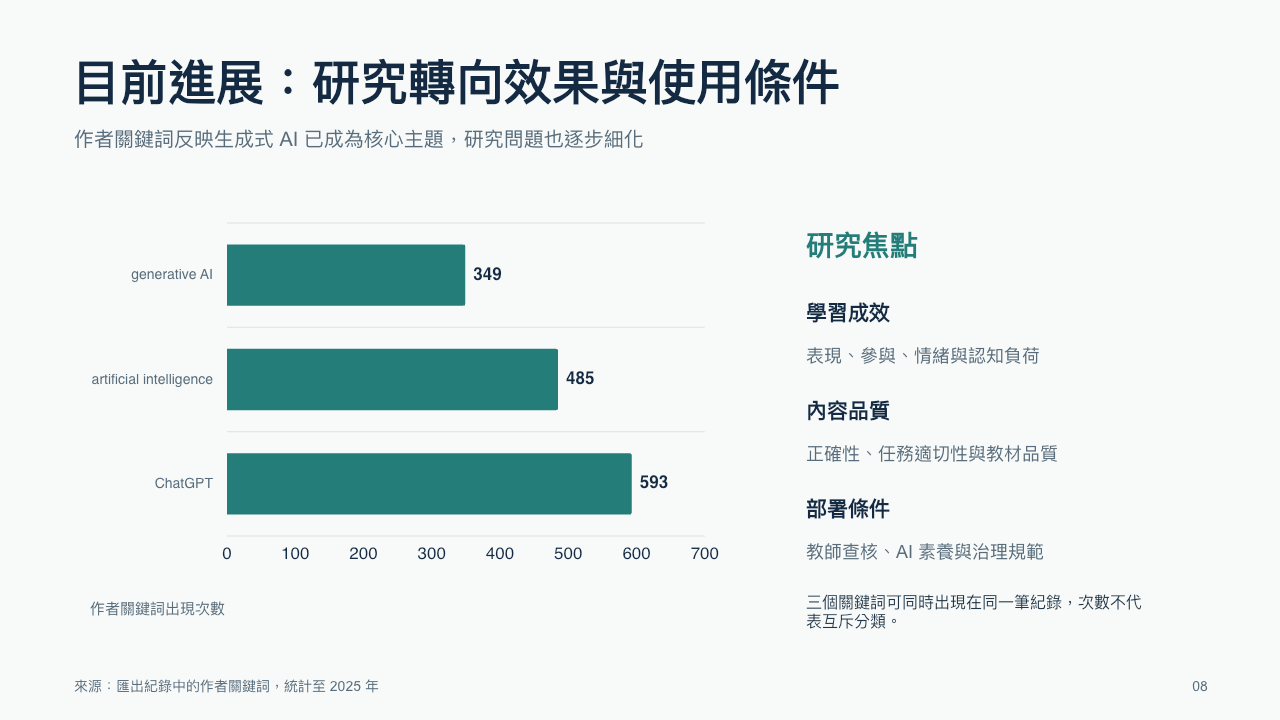 目前進展：研究轉向效果與使用條件
作者關鍵詞反映生成式 AI 已成為核心主題，研究問題也逐步細化
generative AI
349
artificial intelligence
485
ChatGPT
593
0 100 200 300 400 500 600 700
作者關鍵詞出現次數
研究焦點
學習成效
表現、參與、情緒與認知負荷
內容品質
正確性、任務適切性與教材品質
部署條件
教師查核、AI 素養與治理規範
三個關鍵詞可同時出現在同一筆紀錄，次數不代
表互斥分類。
來源：匯出紀錄中的作者關鍵詞，統計至 2025 年
08